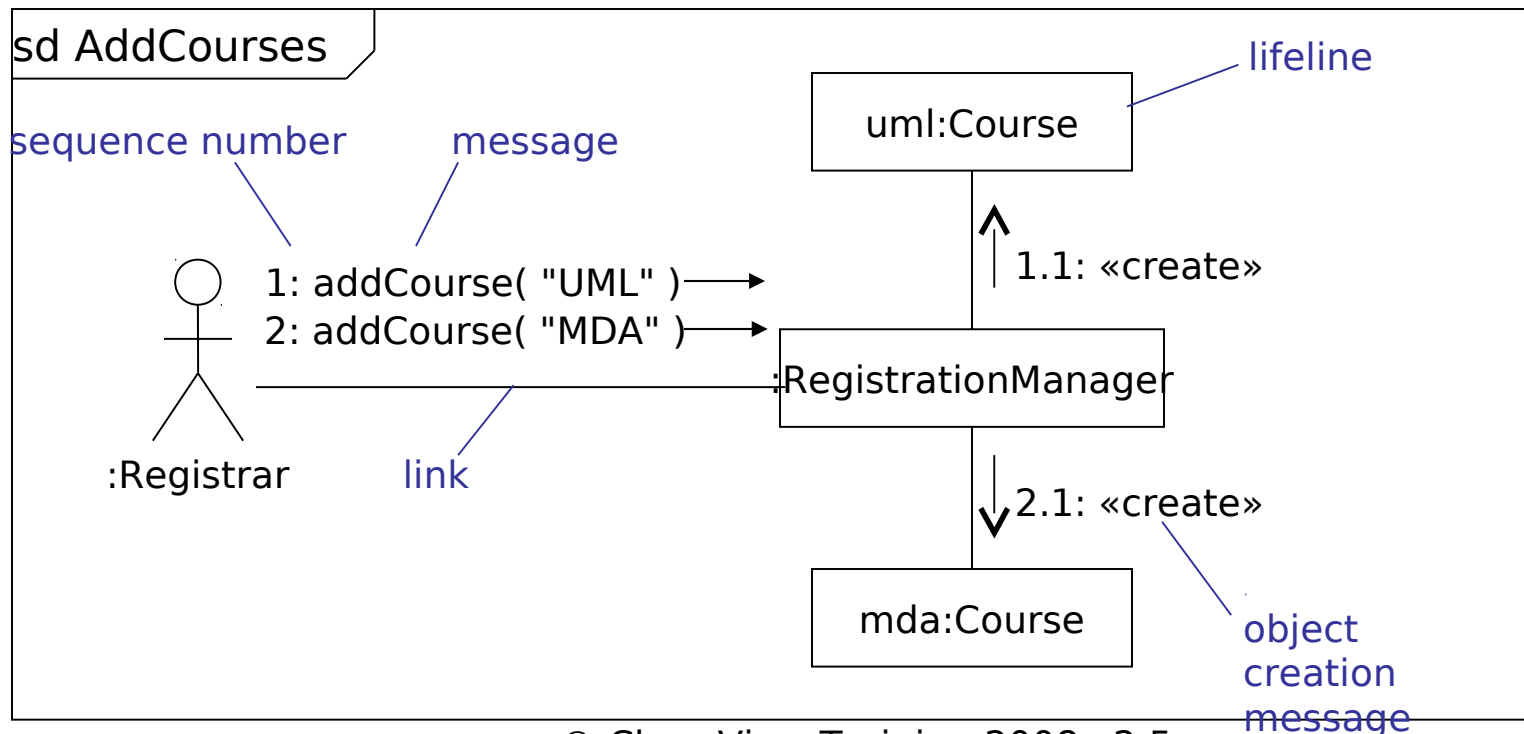 sd AddCourses
lifeline
uml:Course
sequence number
message
1.1: «create»
1: addCourse( "UML" )
2: addCourse( "MDA" )
:RegistrationManager
:Registrar
link
2.1: «create»
mda:Course
object
creation
message